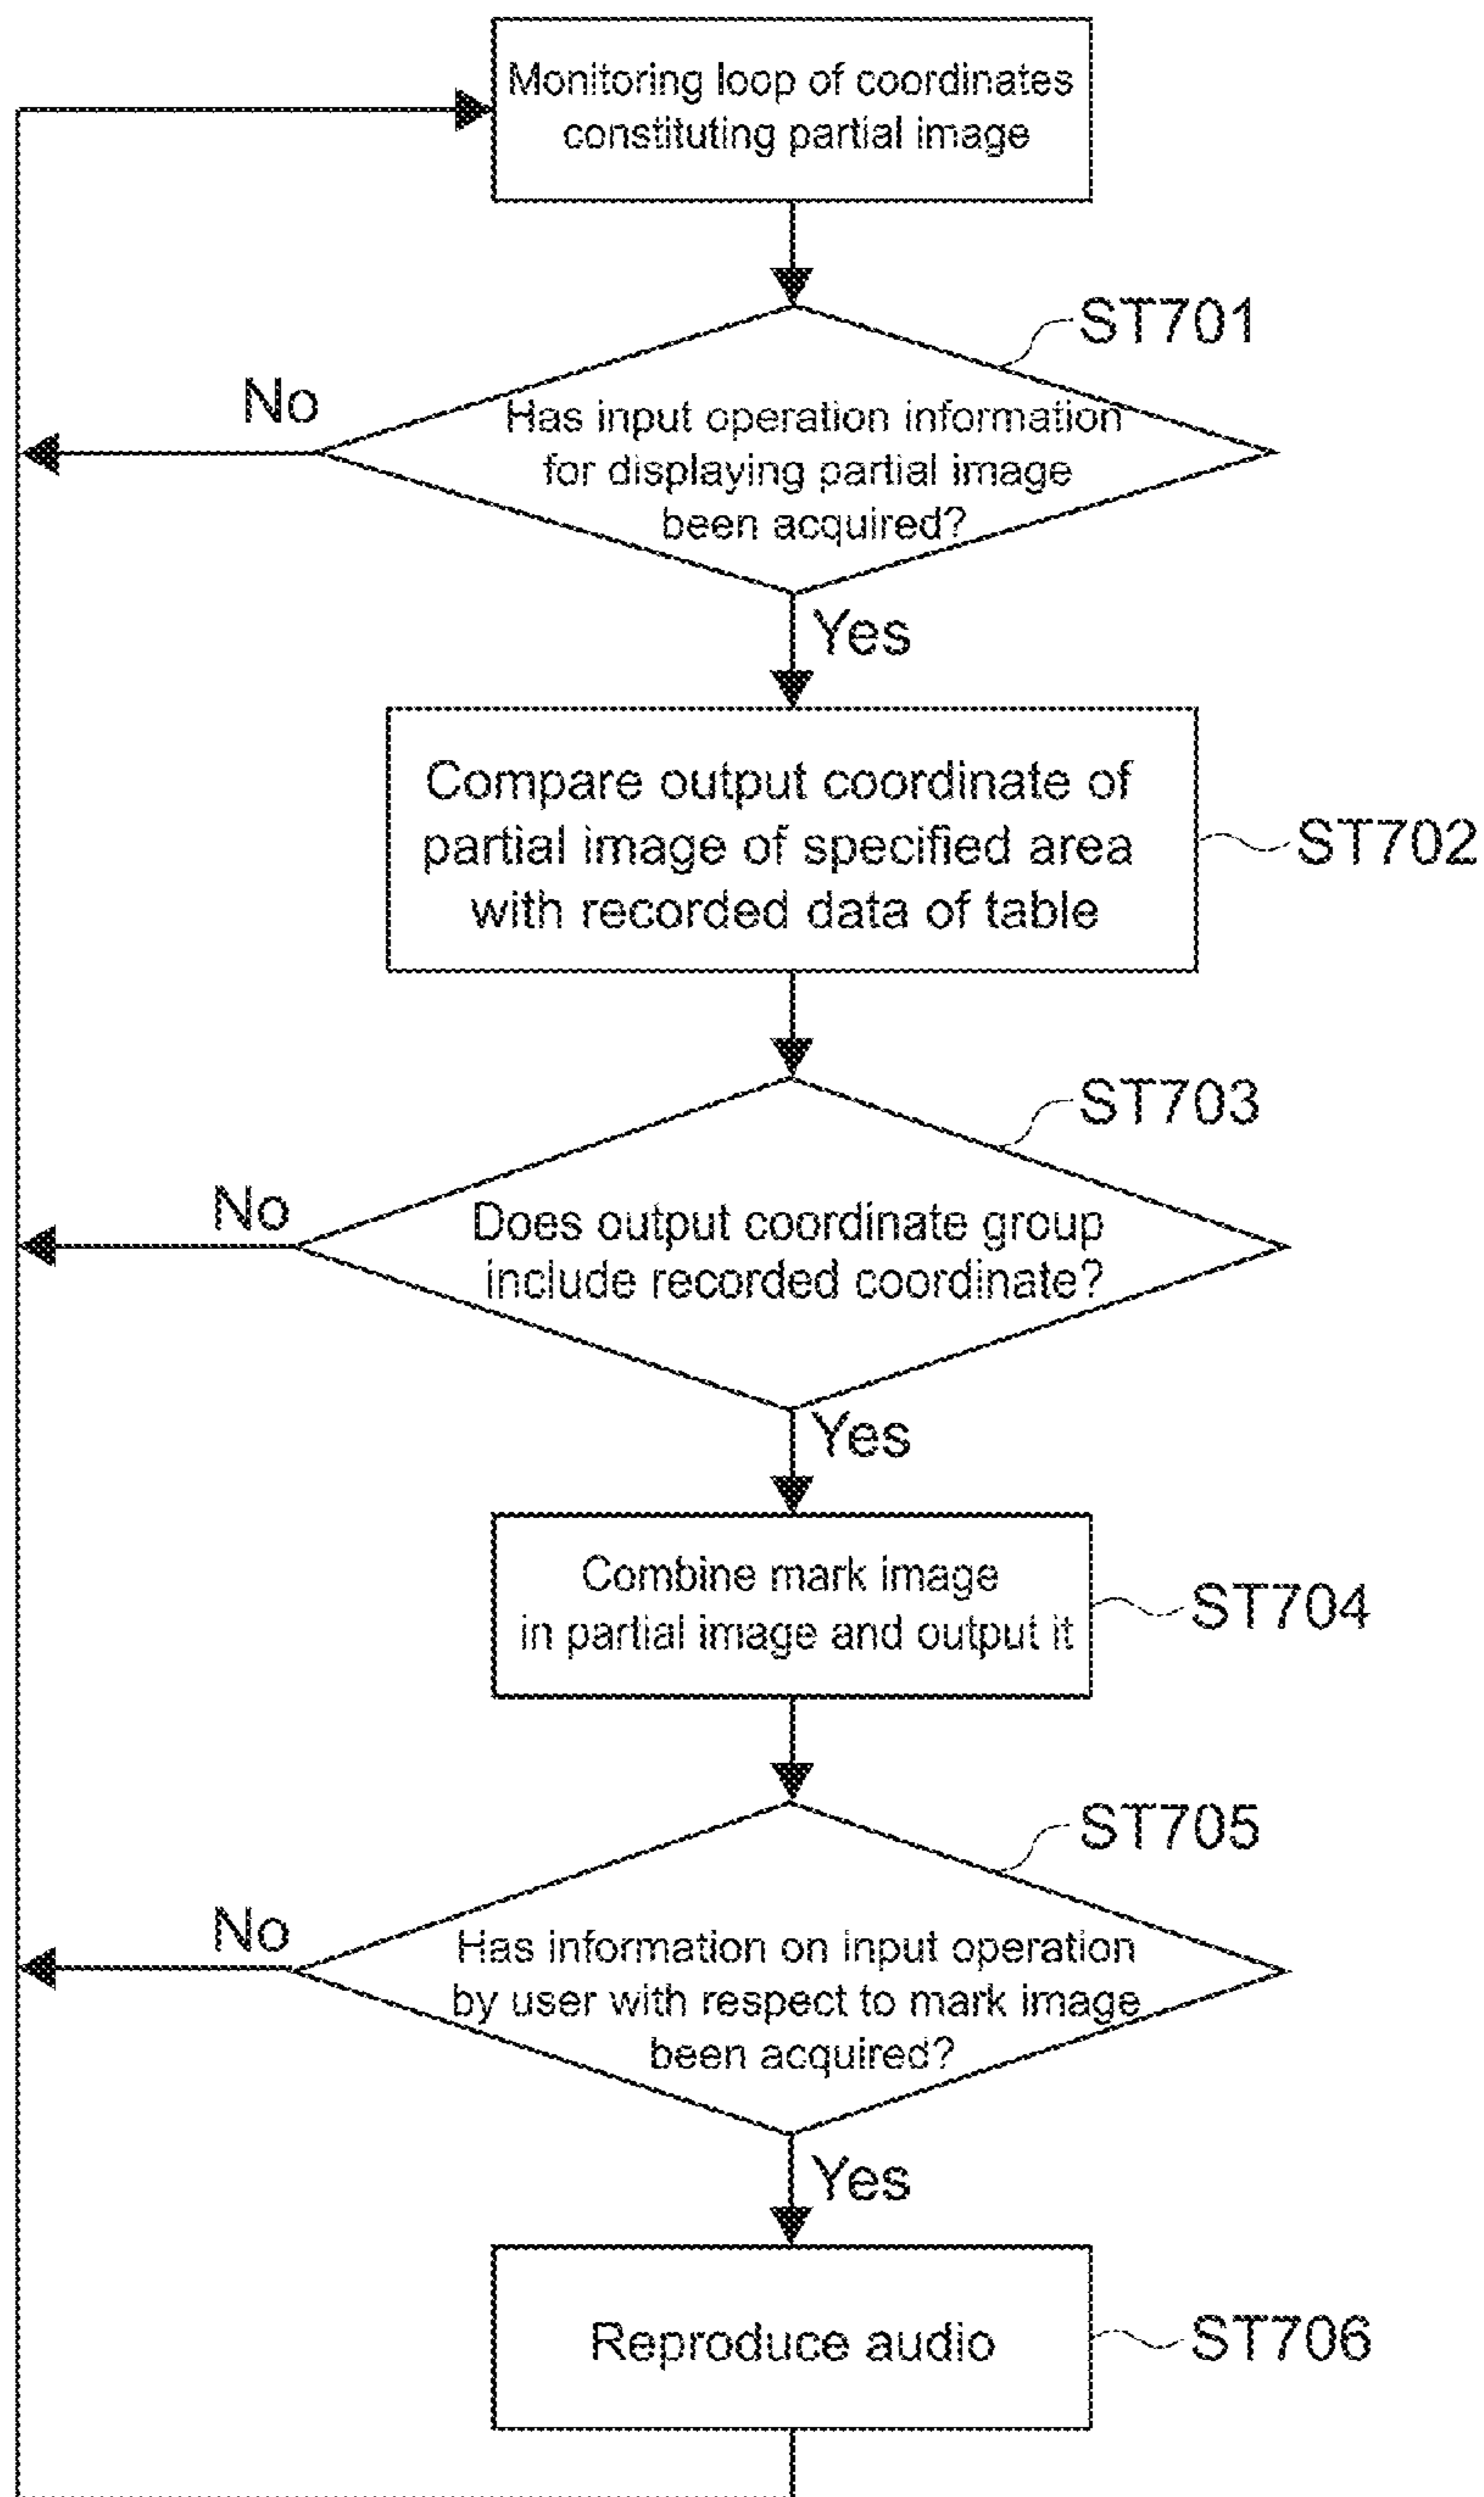 Monitoring loop of coordinates
constituting partial image
ST701
No
Has input operation information
for displaying partial image
been acquired?
Yes
Compare output coordinate of
partial image of specified area
with recorded data of table
ST702
ST703
No
Does output coordinate group
include recorded coordinate?
Yes
Combine mark image
in partial image and output it
ST704
ST705
No
Has information on input operation
by user with respect to mark image
been acquired?
Yes
Reproduce audio
ST706